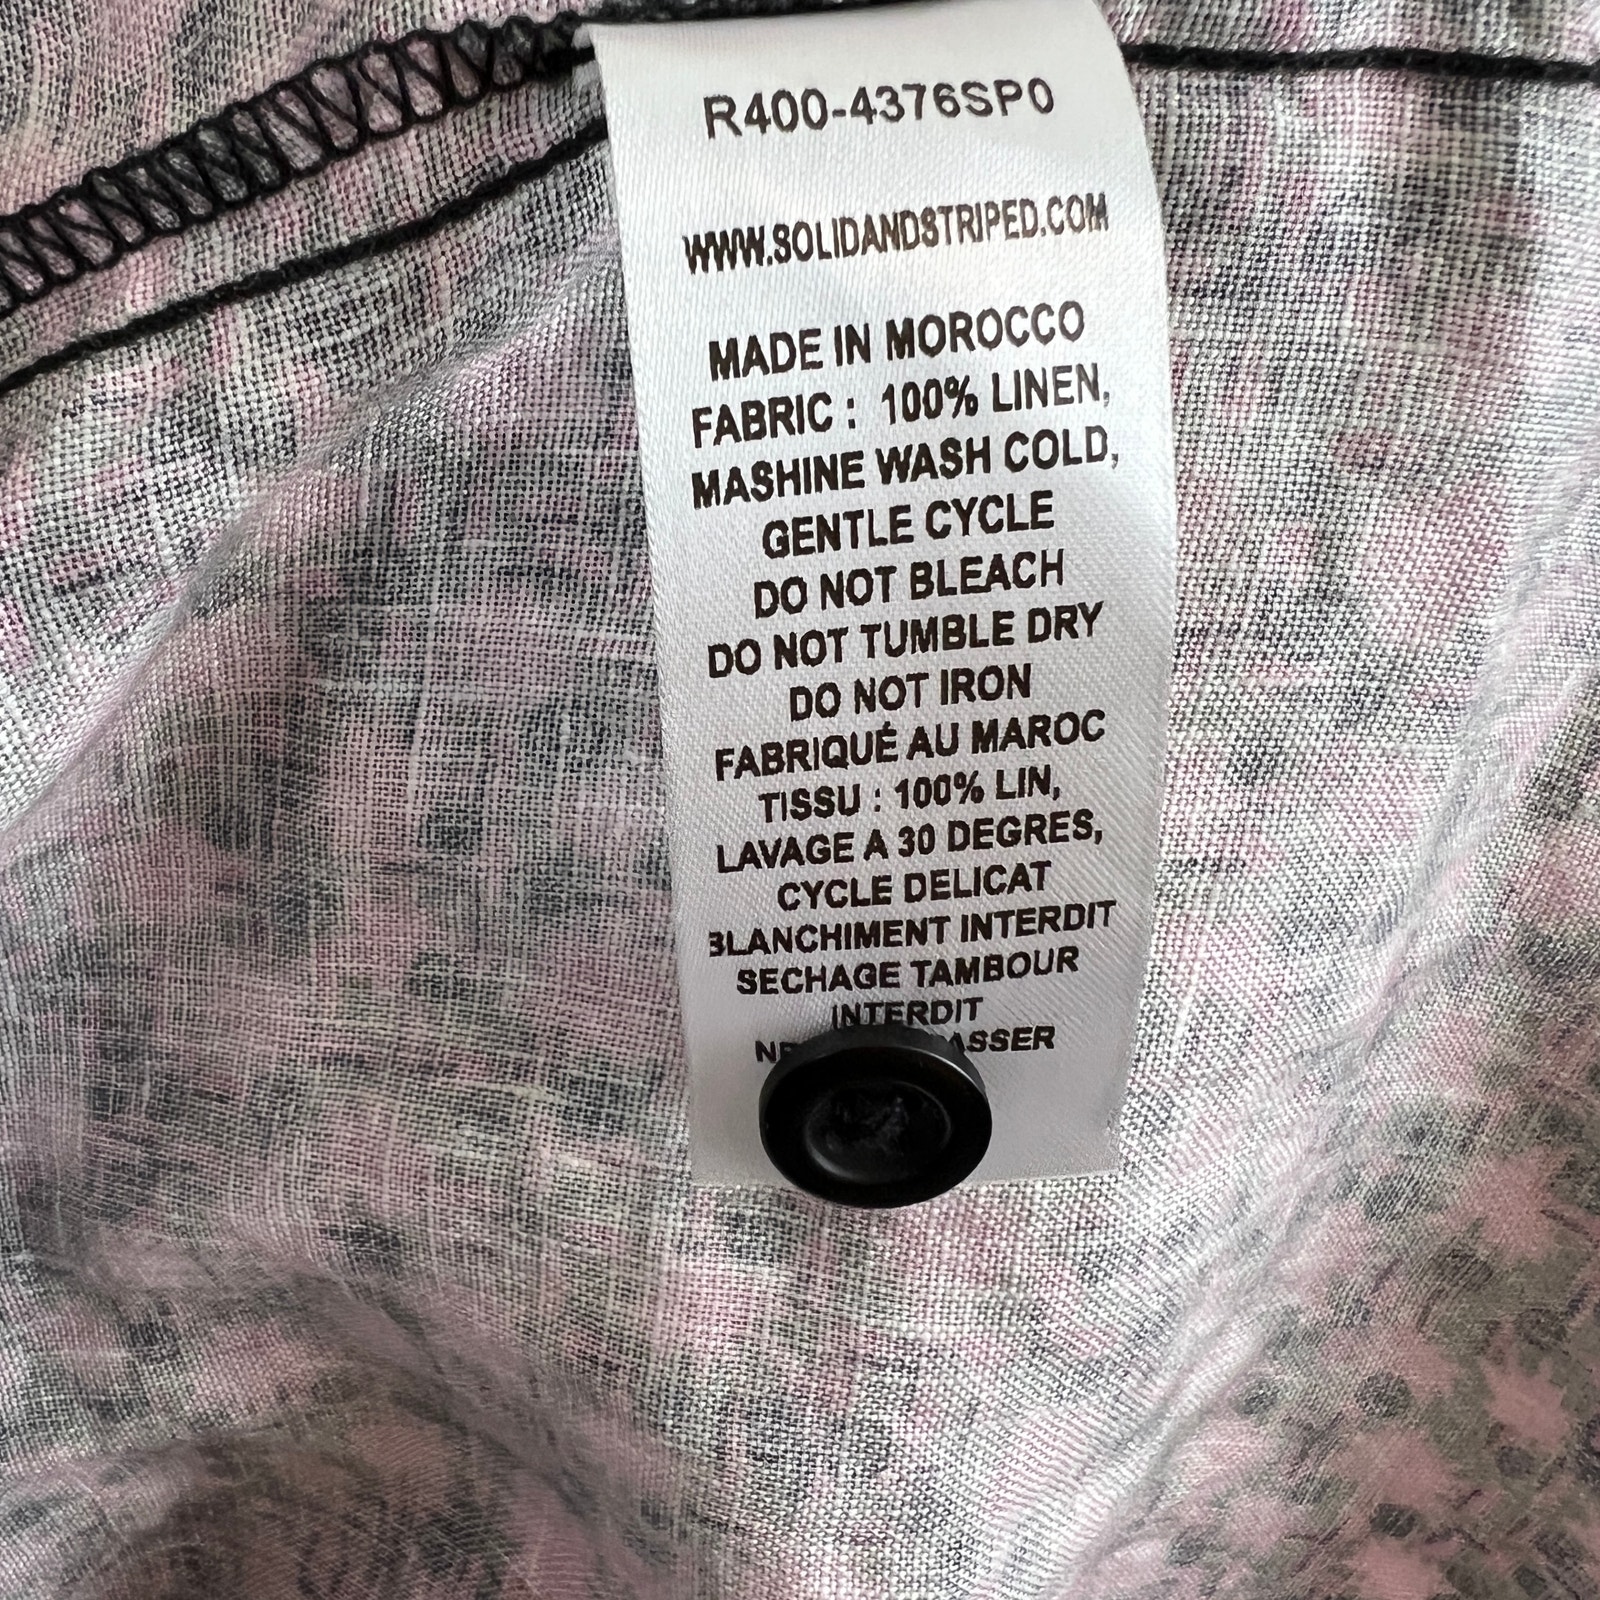 R400-4376SP0
WWW.SOLIDANDSTRIPED.COM
MADE IN MOROCCO
FABRIC : 100% LINEN,
MASHINE WASH COLD,
GENTLE CYCLE
DO NOT BLEACH
DO NOT TUMBLE DRY
DO NOT IRON
FABRIQUÉ AU MAROC
TISSU : 100% LIN,
LAVAGE A 30 DEGRES,
CYCLE DELICAT
BLANCHIMENT INTERDIT
SECHAGE TAMBOUR
INTERDIT